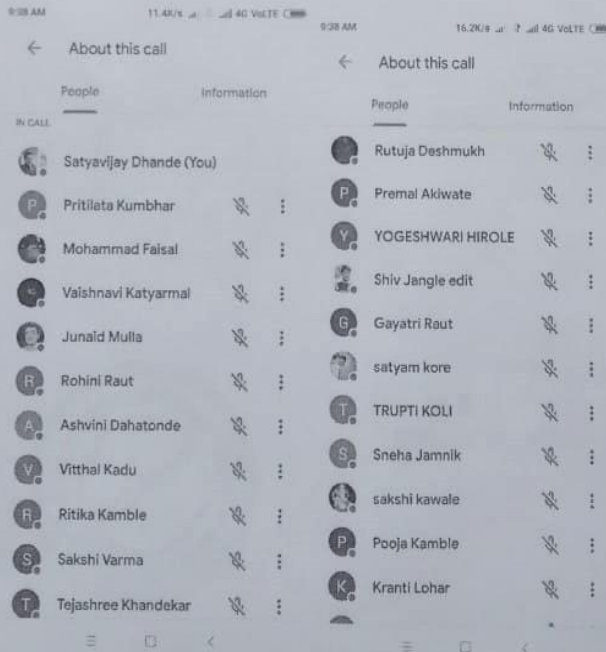 9:38 AM 11.4K/s 4G VoLTE
About this call
People Information
IN CALL
Satyavijay Dhande (You)
P Pritilata Kumbhar
Mohammad Faisal
Vaishnavi Katyarmal
Junaid Mulla
R Rohini Raut
A Ashvini Dahatonde
V Vitthal Kadu
R Ritika Kamble
S Sakshi Varma
T Tejashree Khandekar
9:38 AM 16.2K/s 4G VoLTE
About this call
People Information
Rutuja Deshmukh
P Premal Akiwate
Y YOGESHWARI HIROLE
Shiv Jangle edit
G Gayatri Raut
satyam kore
T TRUPTI KOLI
S Sneha Jamnik
sakshi kawale
P Pooja Kamble
K Kranti Lohar